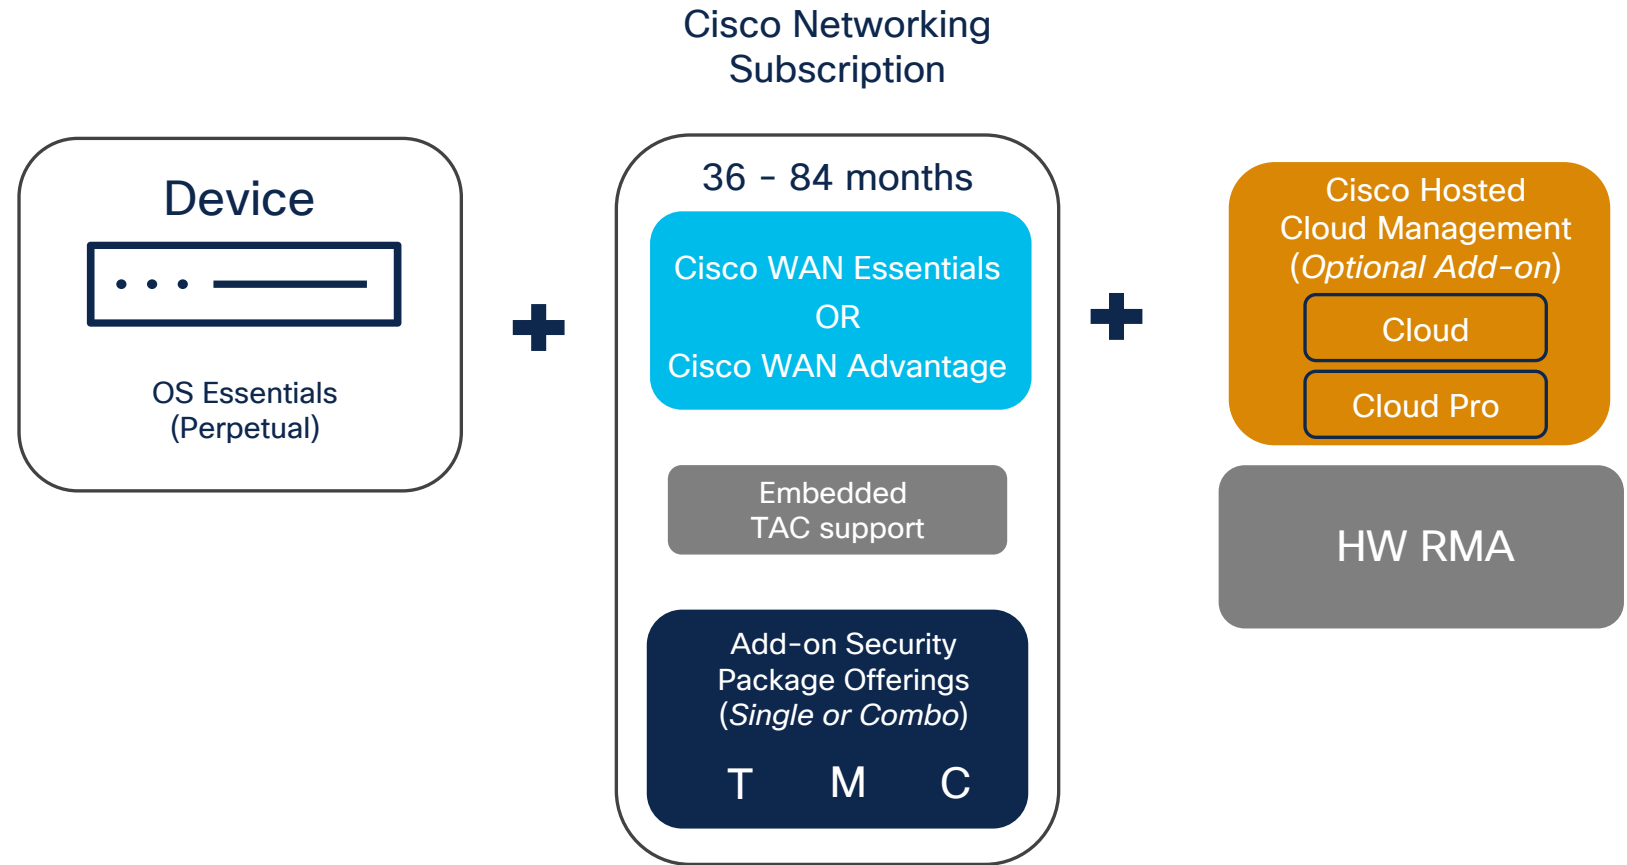 Cisco Networking
Subscription
Device
OS Essentials
(Perpetual)
36 - 84 months
Cisco WAN Essentials
OR
Cisco WAN Advantage
Embedded
TAC support
Add-on Security
Package Offerings
(Single or Combo)
T M C
Cisco Hosted
Cloud Management
(Optional Add-on)
Cloud
Cloud Pro
HW RMA